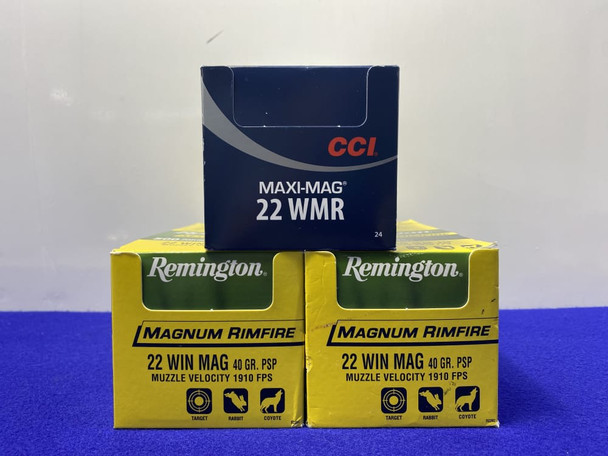 CCI®
MAXI-MAG®
22 WMR
24
Remington®
MAGNUM RIMFIRE
22 WIN MAG 40 GR. PSP
MUZZLE VELOCITY 1910 FPS
TARGET RABBIT COYOTE
Remington®
MAGNUM RIMFIRE
22 WIN MAG 40 GR. PSP
MUZZLE VELOCITY 1910 FPS
TARGET RABBIT COYOTE